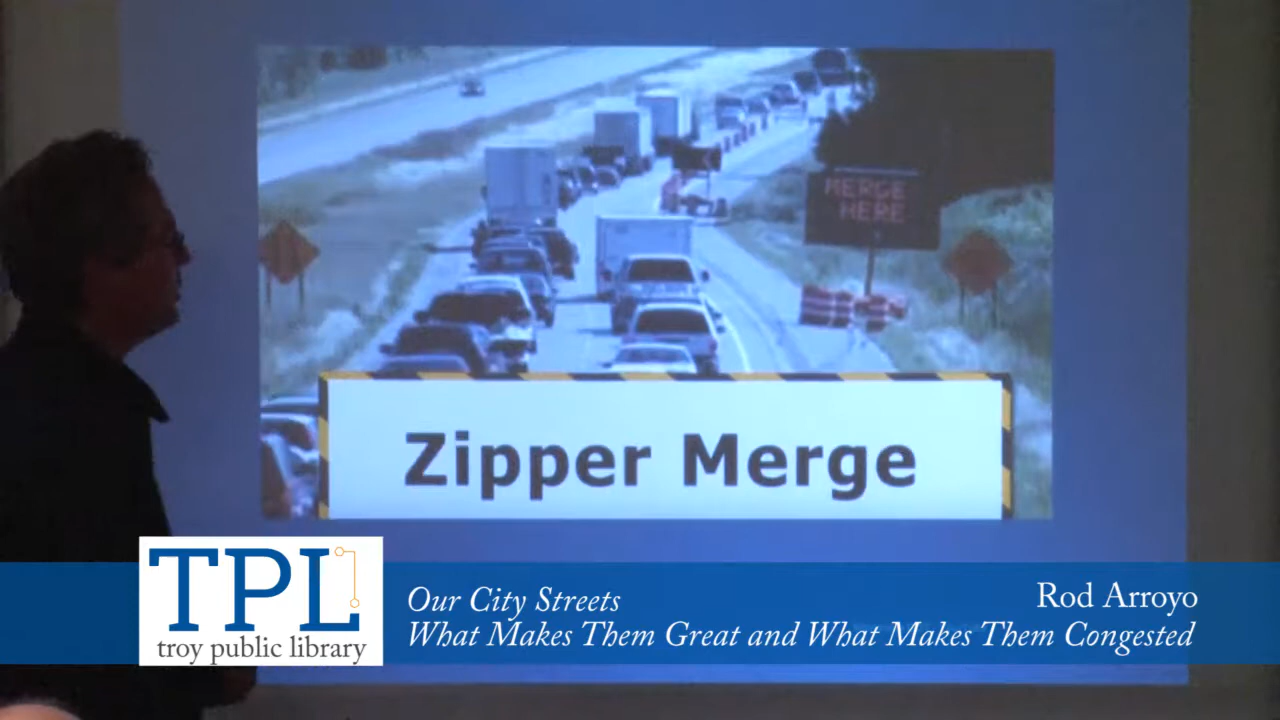 MERGE
HERE
Zipper Merge
TPL
troy public library
Our City Streets
Rod Arroyo
What Makes Them Great and What Makes Them Congested